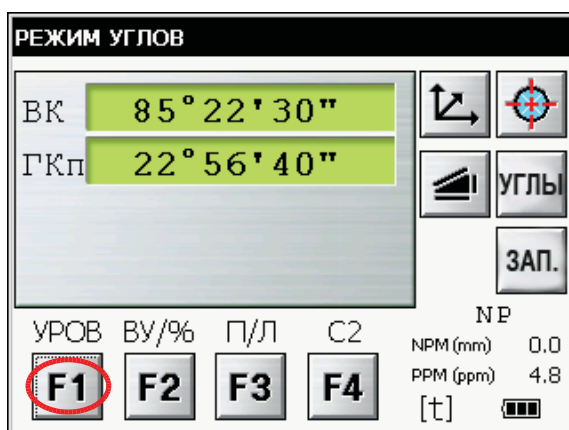 РЕЖИМ УГЛОВ
ВК 85°22'30"
ГКп 22°56'40"
УГЛЫ
ЗАП.
УРОВ ВУ/% П/Л С2
F1 F2 F3 F4
NP
NPM (mm) 0.0
PPM (ppm) 4.8
[t]